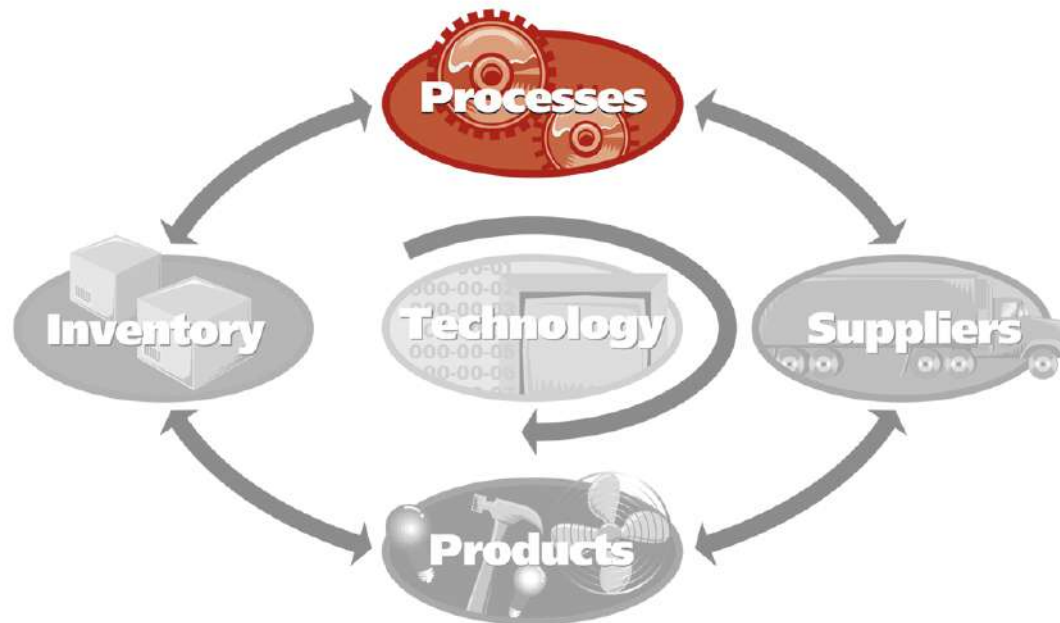 Processes
Inventory
Technology
Suppliers
Products